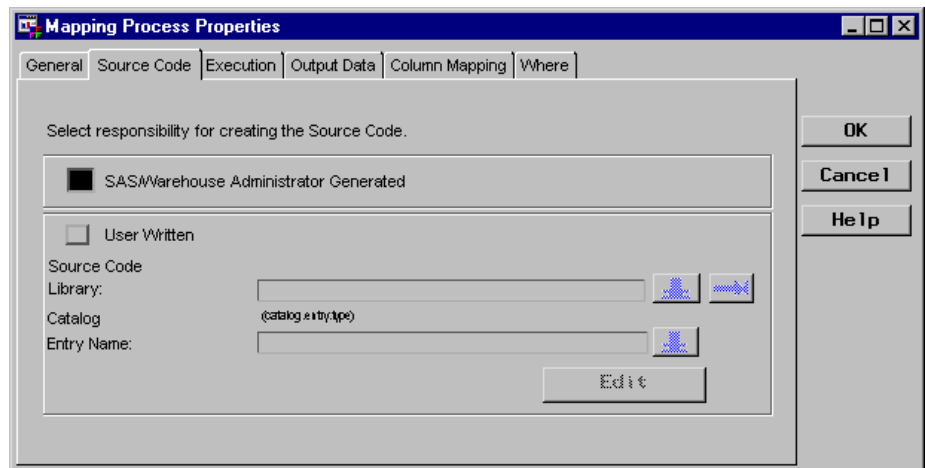 Mapping Process Properties
General Source Code Execution Output Data Column Mapping Where
Select responsibility for creating the Source Code.
OK
SAS/Warehouse Administrator Generated
Cancel
User Written
Help
Source Code
Library:
Catalog (catalog.entry.type)
Entry Name:
Edit